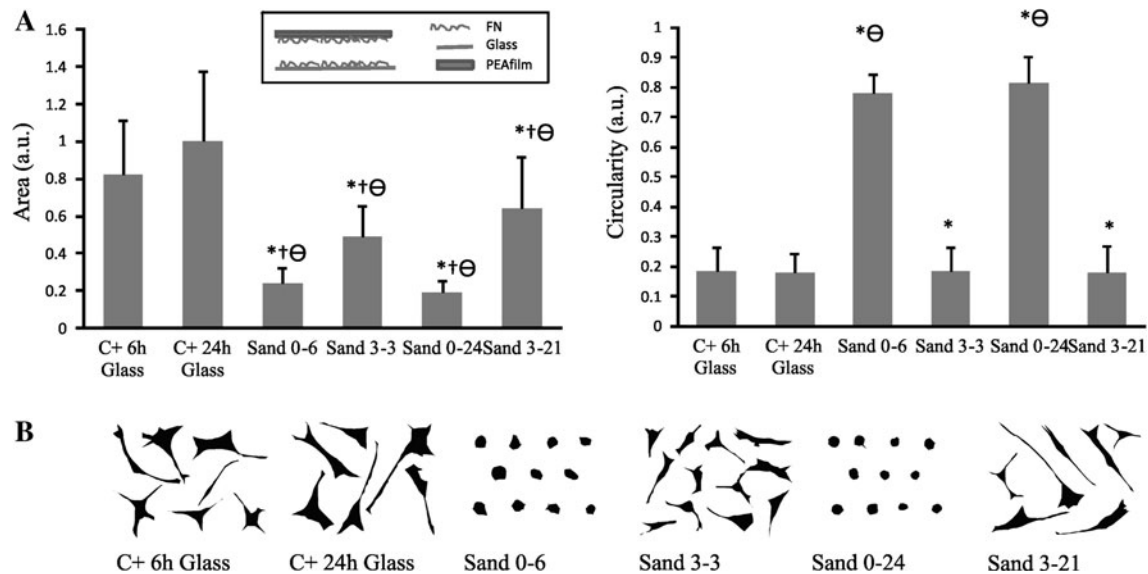 A
1.6
1.4
1.2
1
0.8
0.6
0.4
0.2
0
Area (a.u.)
FN
Glass
PEAfilm
*†Ɵ
*†Ɵ
*†Ɵ
*†Ɵ
C+ 6h
Glass
C+ 24h
Glass
Sand 0-6
Sand 3-3
Sand 0-24
Sand 3-21
1
0.9
0.8
0.7
0.6
0.5
0.4
0.3
0.2
0.1
0
Circularity (a.u.)
*Ɵ
*
*Ɵ
*
C+ 6h
Glass
C+ 24h
Glass
Sand 0-6
Sand 3-3
Sand 0-24
Sand 3-21
B
C+ 6h Glass
C+ 24h Glass
Sand 0-6
Sand 3-3
Sand 0-24
Sand 3-21